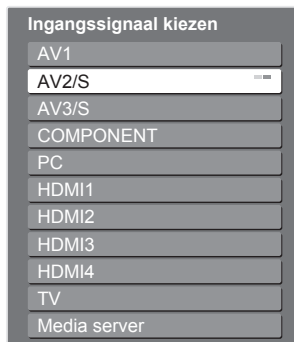 Ingangssignaal kiezen
AV1
AV2/S
AV3/S
COMPONENT
PC
HDMI1
HDMI2
HDMI3
HDMI4
TV
Media server